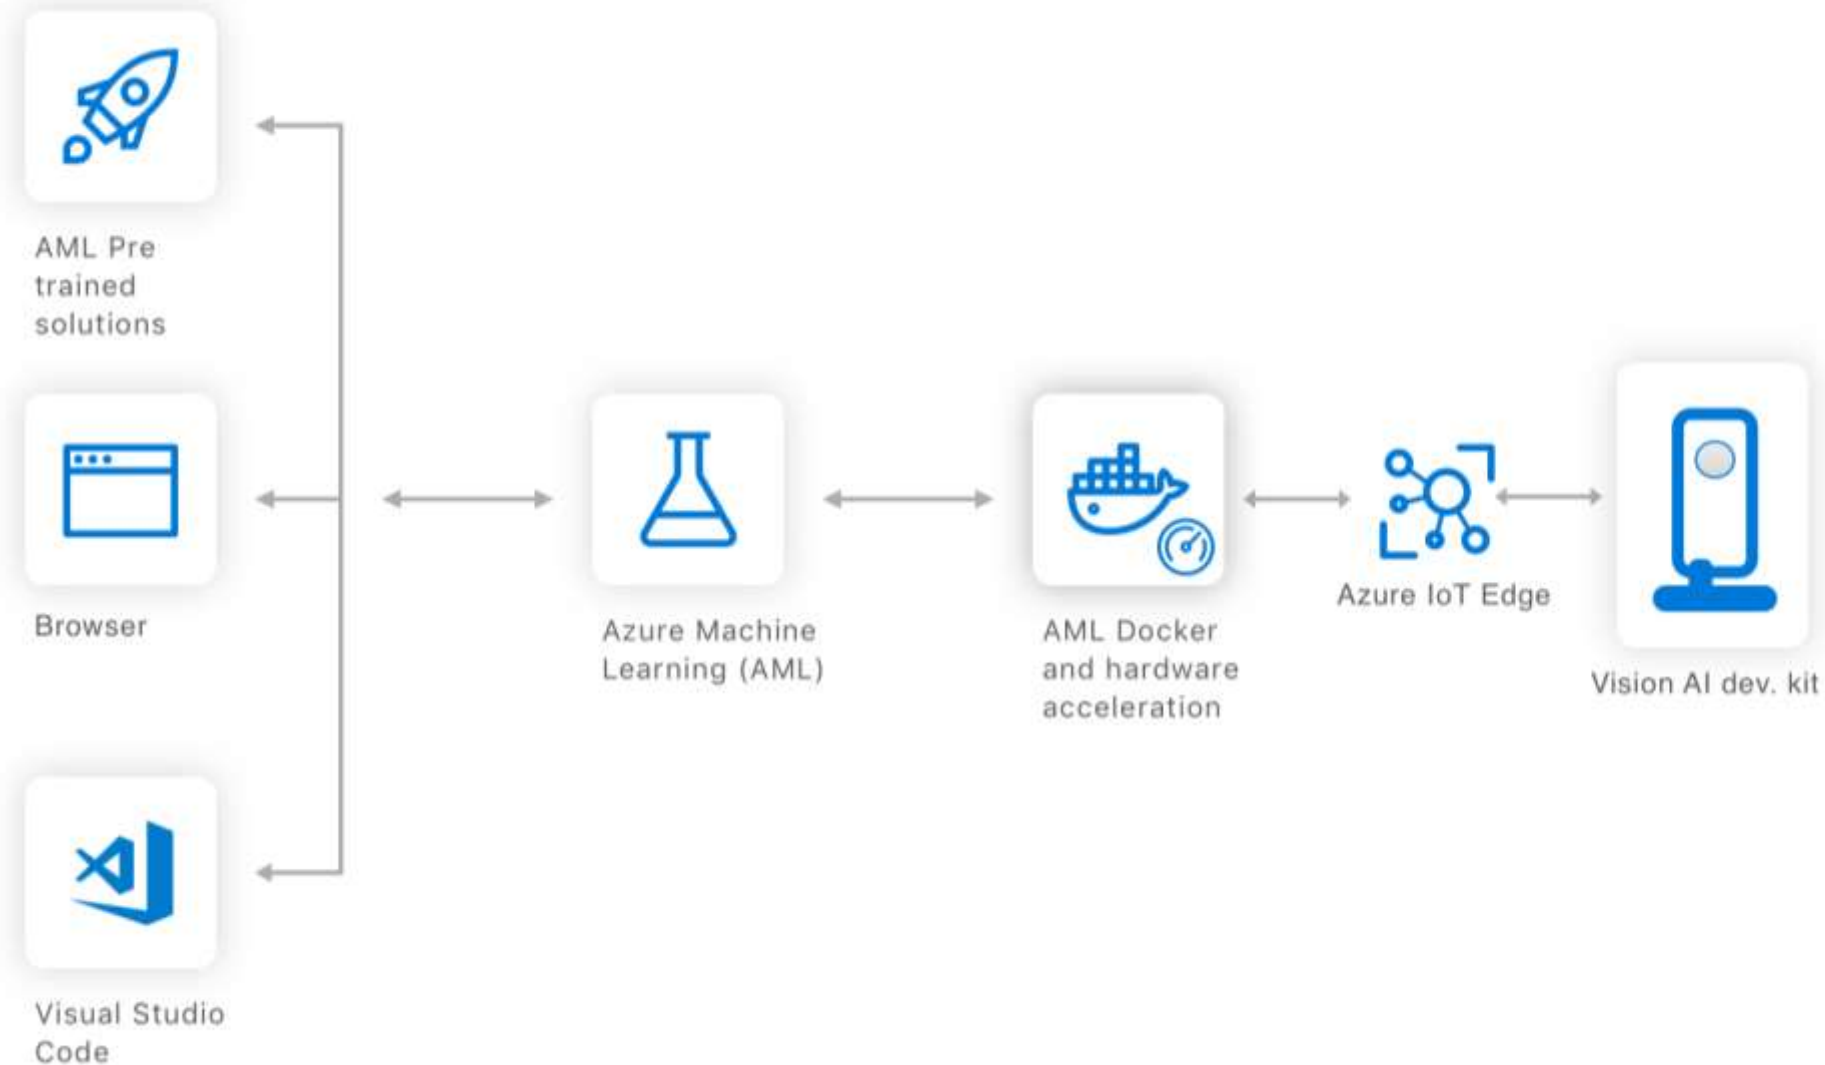 AML Pre
trained
solutions
Browser
Visual Studio
Code
Azure Machine
Learning (AML)
AML Docker
and hardware
acceleration
Azure IoT Edge
Vision AI dev. kit